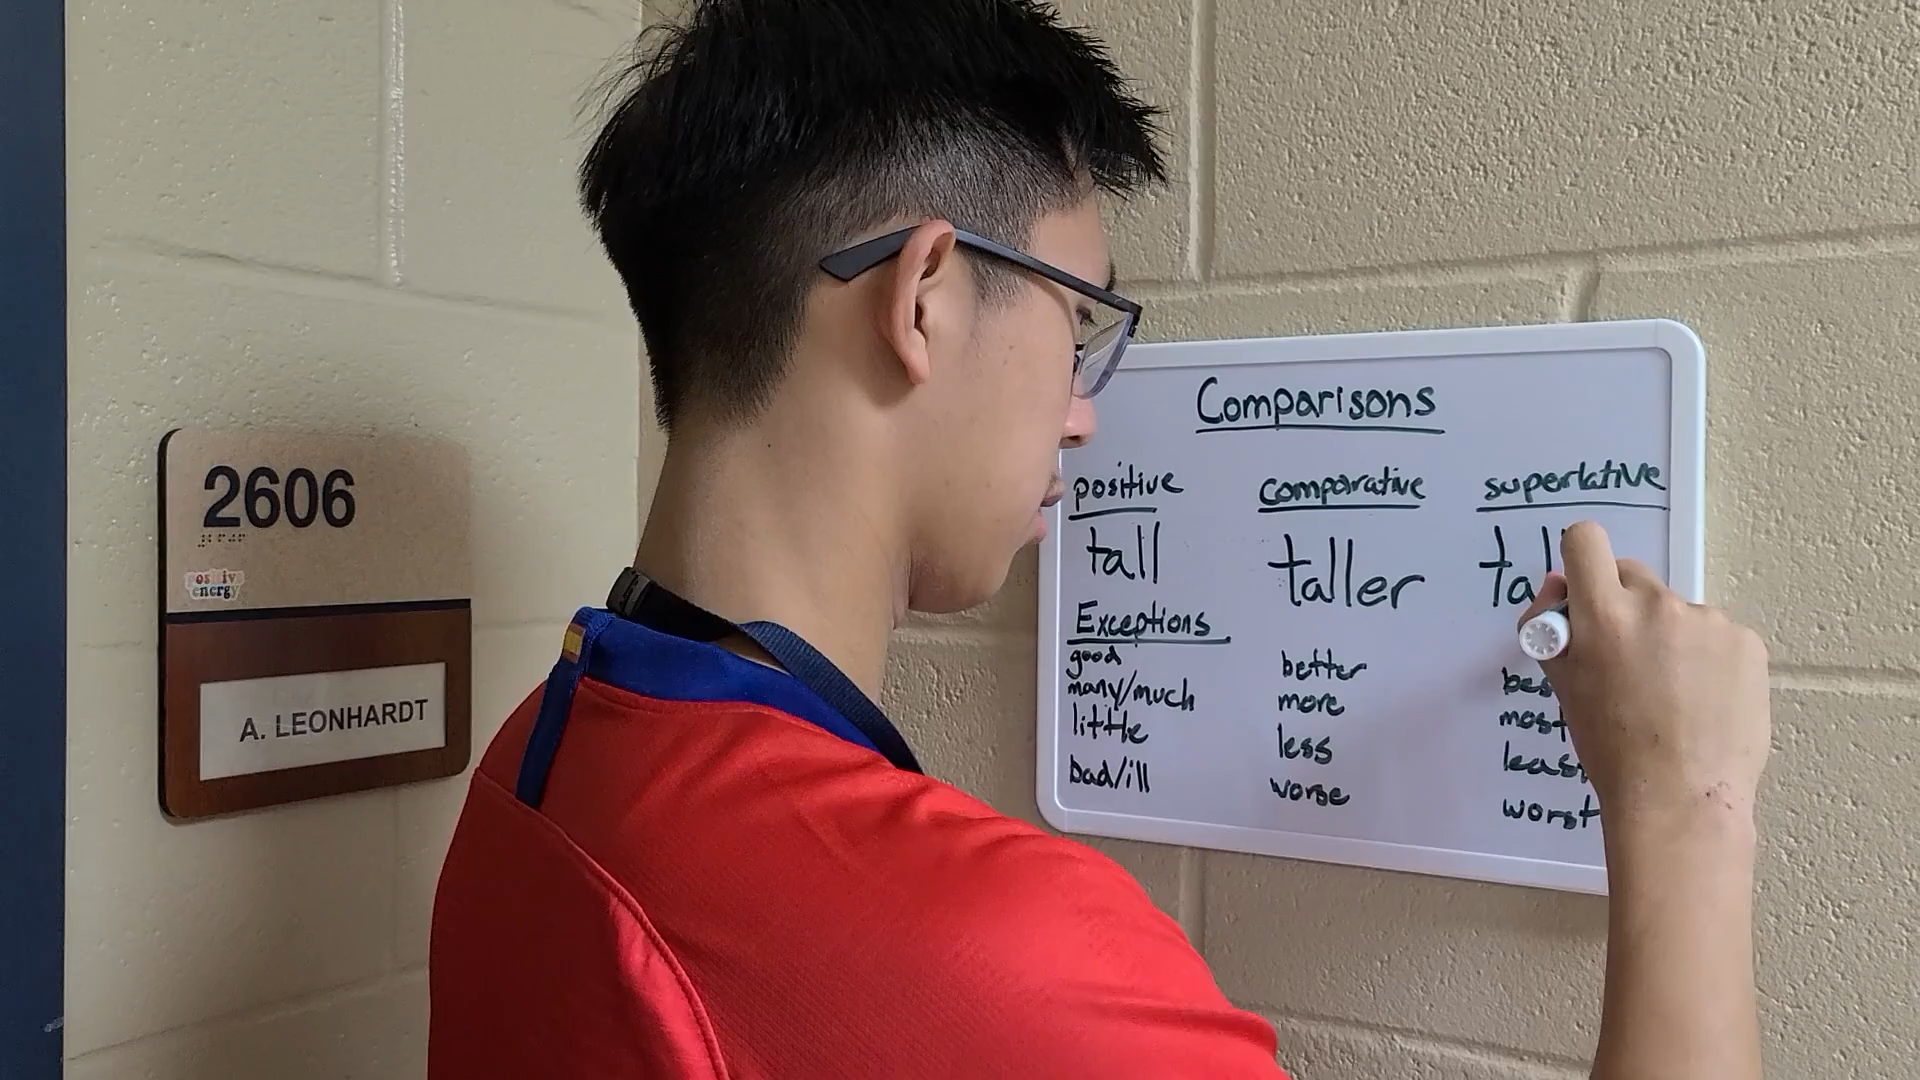 2606
positive
energy
A. LEONHARDT
Comparisons
positive comparative superlative
tall taller
Exceptions
good better
many/much more most
little less
bad/ill worse worst